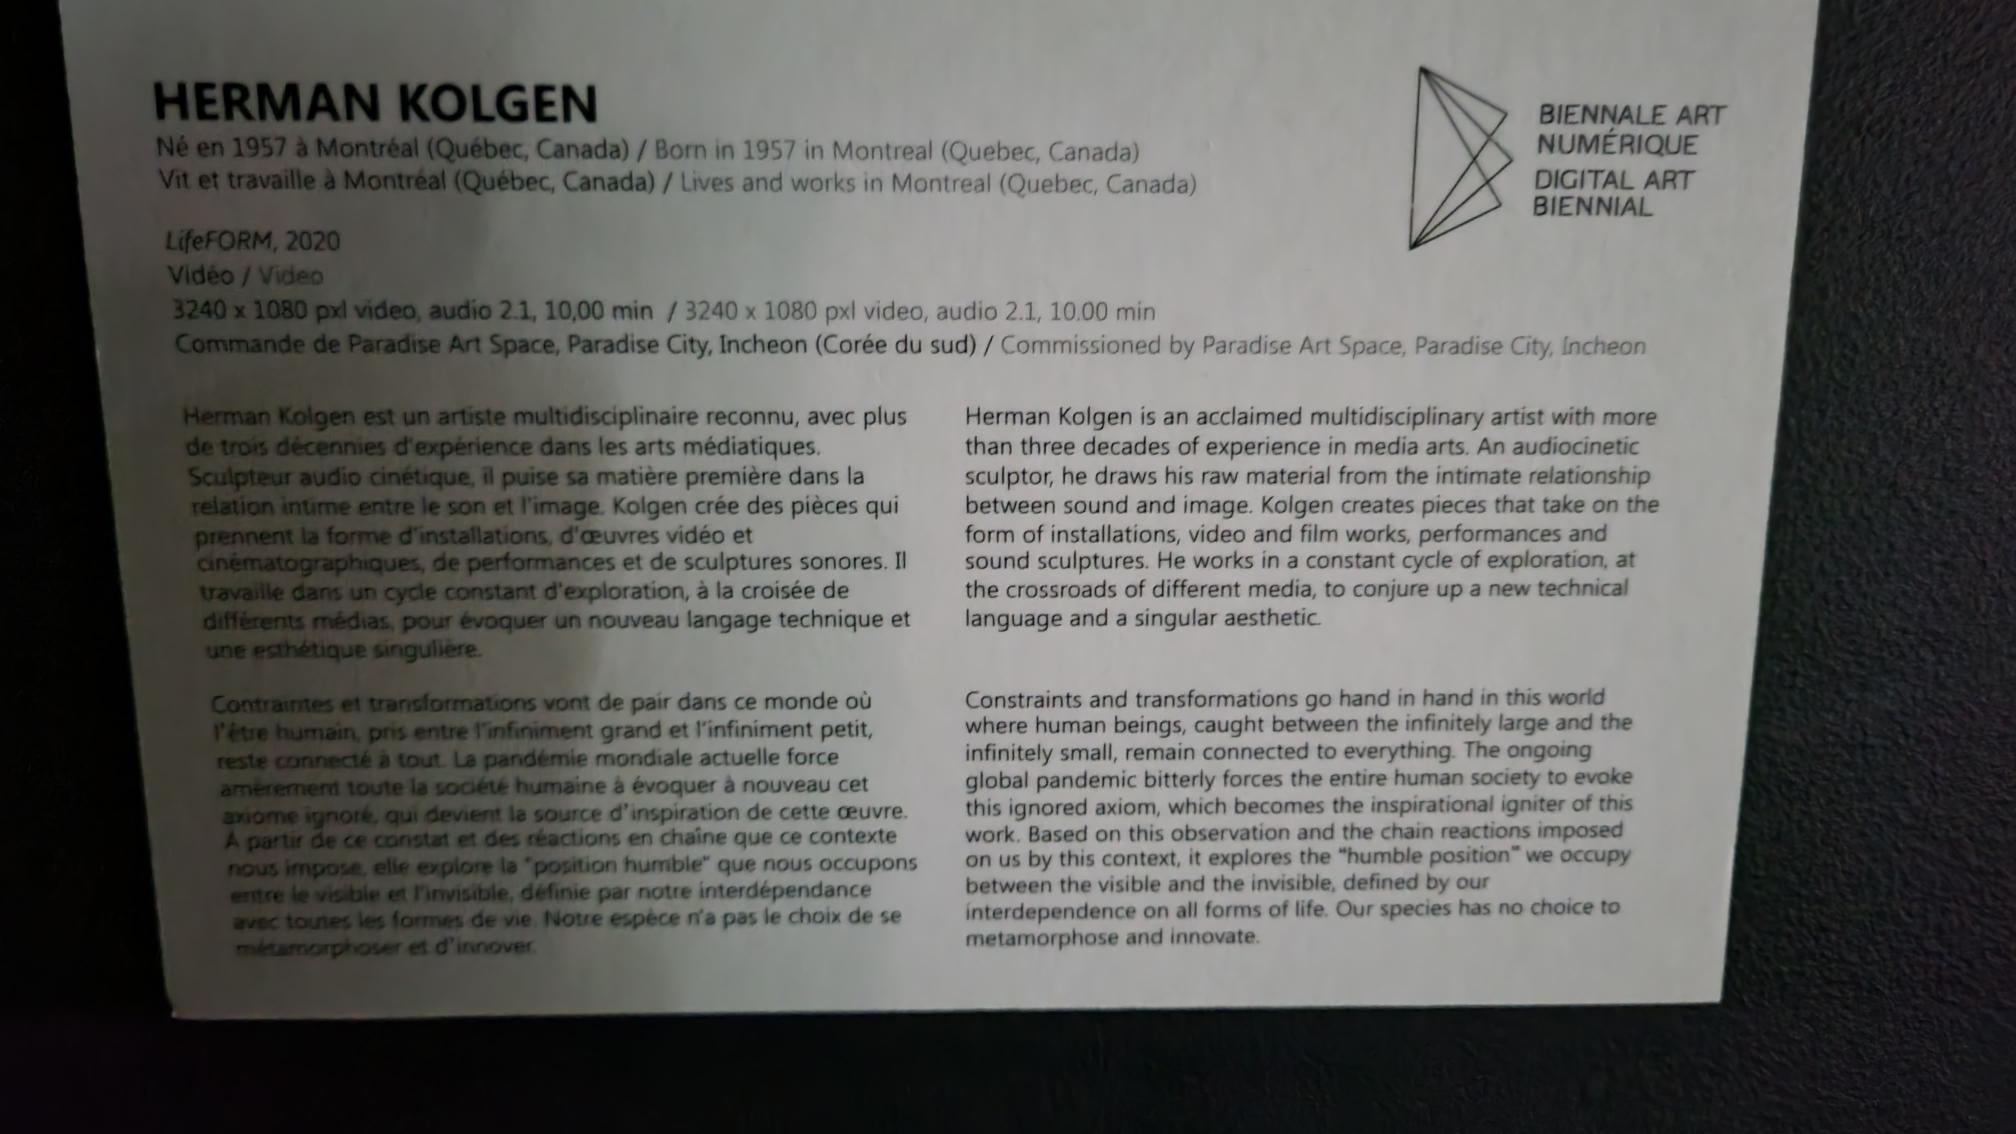 HERMAN KOLGEN
Né en 1957 à Montréal (Québec, Canada) / Born in 1957 in Montreal (Quebec, Canada)
Vit et travaille à Montréal (Québec, Canada) / Lives and works in Montreal (Quebec, Canada)
BIENNALE ART
NUMÉRIQUE
DIGITAL ART
BIENNIAL
LifeFORM, 2020
Vidéo / Video
3240 x 1080 pxl video, audio 2.1, 10,00 min / 3240 x 1080 pxl video, audio 2.1, 10.00 min
Commande de Paradise Art Space, Paradise City, Incheon (Corée du sud) / Commissioned by Paradise Art Space, Paradise City, Incheon
Herman Kolgen est un artiste multidisciplinaire reconnu, avec plus
de trois décennies d'expérience dans les arts médiatiques.
Sculpteur audio cinétique, il puise sa matière première dans la
relation intime entre le son et l'image. Kolgen crée des pièces qui
prennent la forme d'installations, d'œuvres vidéo et
cinématographiques, de performances et de sculptures sonores. Il
travaille dans un cycle constant d'exploration, à la croisée de
différents médias, pour évoquer un nouveau langage technique et
une esthétique singulière.
Contraintes et transformations vont de pair dans ce monde où
l'être humain, pris entre l'infiniment grand et l'infiniment petit,
reste connecté à tout. La pandémie mondiale actuelle force
amèrement toute la société humaine à évoquer à nouveau cet
axiome ignoré, qui devient la source d'inspiration de cette œuvre.
À partir de ce constat et des réactions en chaîne que ce contexte
nous impose, elle explore la "position humble" que nous occupons
entre le visible et l'invisible, définie par notre interdépendance
avec toutes les formes de vie. Notre espèce n'a pas le choix de se
métamorphoser et d'innover.
Herman Kolgen is an acclaimed multidisciplinary artist with more
than three decades of experience in media arts. An audiocinetic
sculptor, he draws his raw material from the intimate relationship
between sound and image. Kolgen creates pieces that take on the
form of installations, video and film works, performances and
sound sculptures. He works in a constant cycle of exploration, at
the crossroads of different media, to conjure up a new technical
language and a singular aesthetic.
Constraints and transformations go hand in hand in this world
where human beings, caught between the infinitely large and the
infinitely small, remain connected to everything. The ongoing
global pandemic bitterly forces the entire human society to evoke
this ignored axiom, which becomes the inspirational igniter of this
work. Based on this observation and the chain reactions imposed
on us by this context, it explores the "humble position" we occupy
between the visible and the invisible, defined by our
interdependence on all forms of life. Our species has no choice to
metamorphose and innovate.